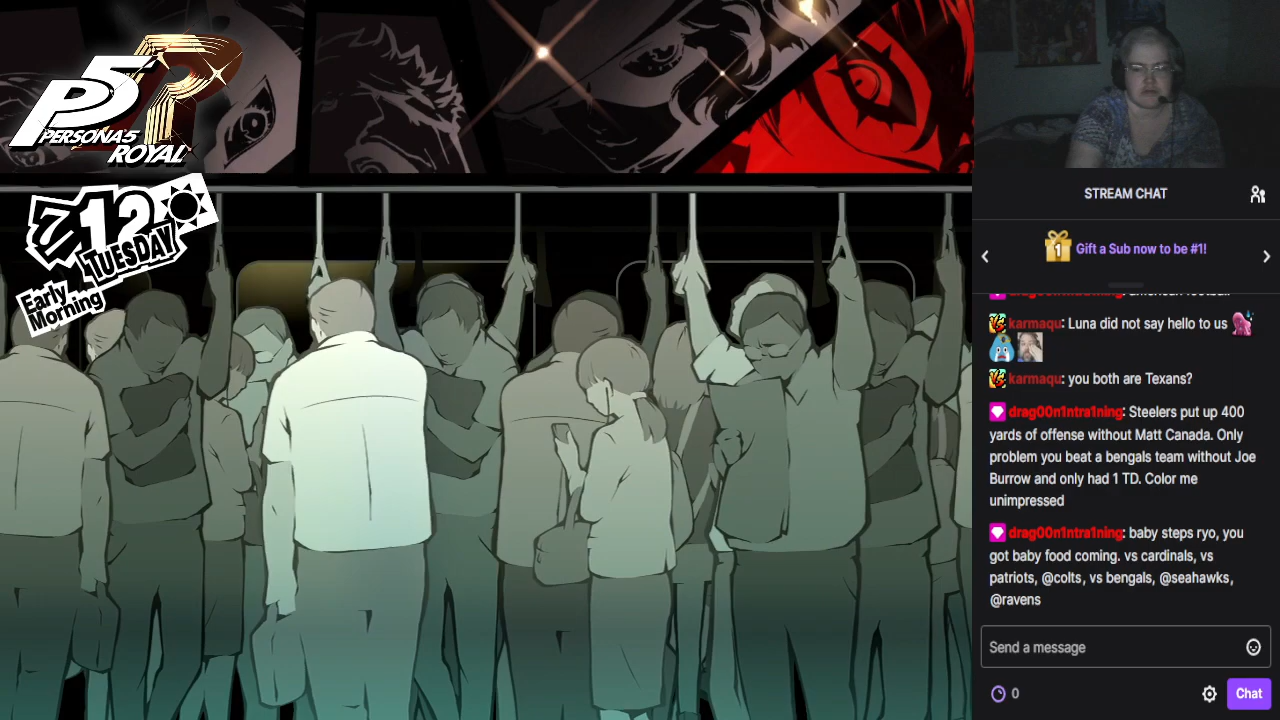 P5R
PERSONA5
ROYAL
7 12
TUESDAY
Early
Morning
STREAM CHAT
1 Gift a Sub now to be #1!
karmaqu: Luna did not say hello to us
karmaqu: you both are Texans?
drag00n1ntra1ning: Steelers put up 400
yards of offense without Matt Canada. Only
problem you beat a bengals team without Joe
Burrow and only had 1 TD. Color me
unimpressed
drag00n1ntra1ning: baby steps ryo, you
got baby food coming. vs cardinals, vs
patriots, @colts, vs bengals, @seahawks,
@ravens
Send a message
0
Chat